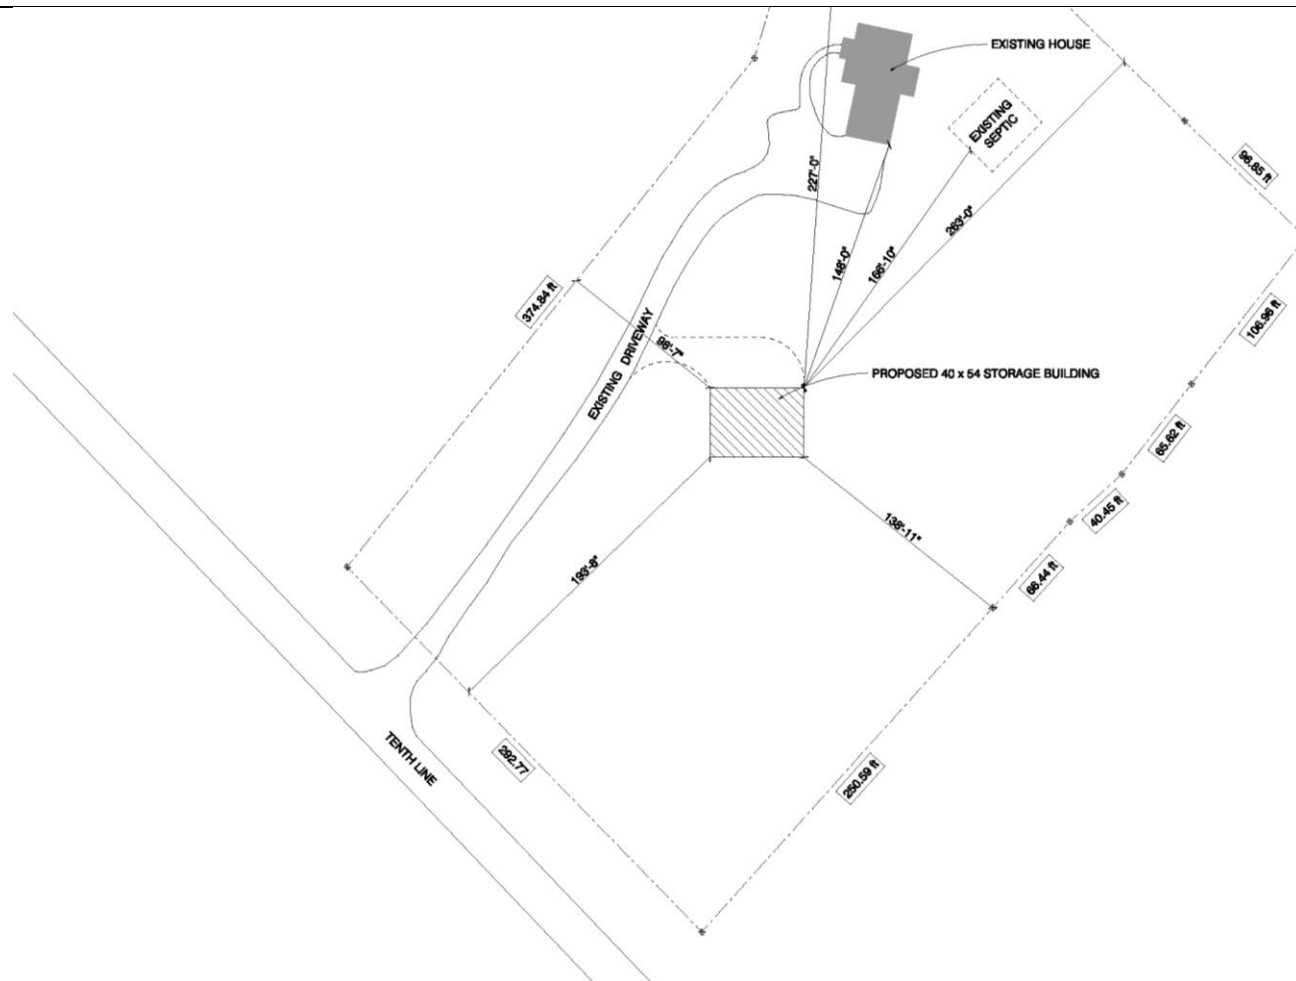 EXISTING HOUSE
EXISTING
SEPTIC
96.85 ft
227'-0"
148'-0"
166'-10"
263'-0"
374.84 ft
106.96 ft
EXISTING DRIVEWAY
98'-7"
PROPOSED 40 x 54 STORAGE BUILDING
65.62 ft
40.45 ft
138'-11"
193'-8"
66.44 ft
TENTH LINE
292.77
250.59 ft